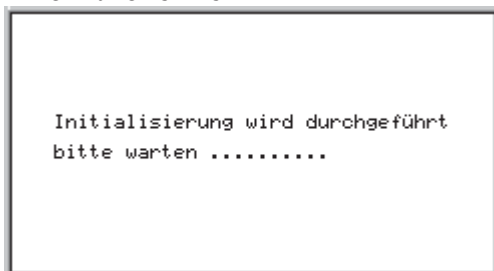 Initialisierung wird durchgeführt
bitte warten ..........